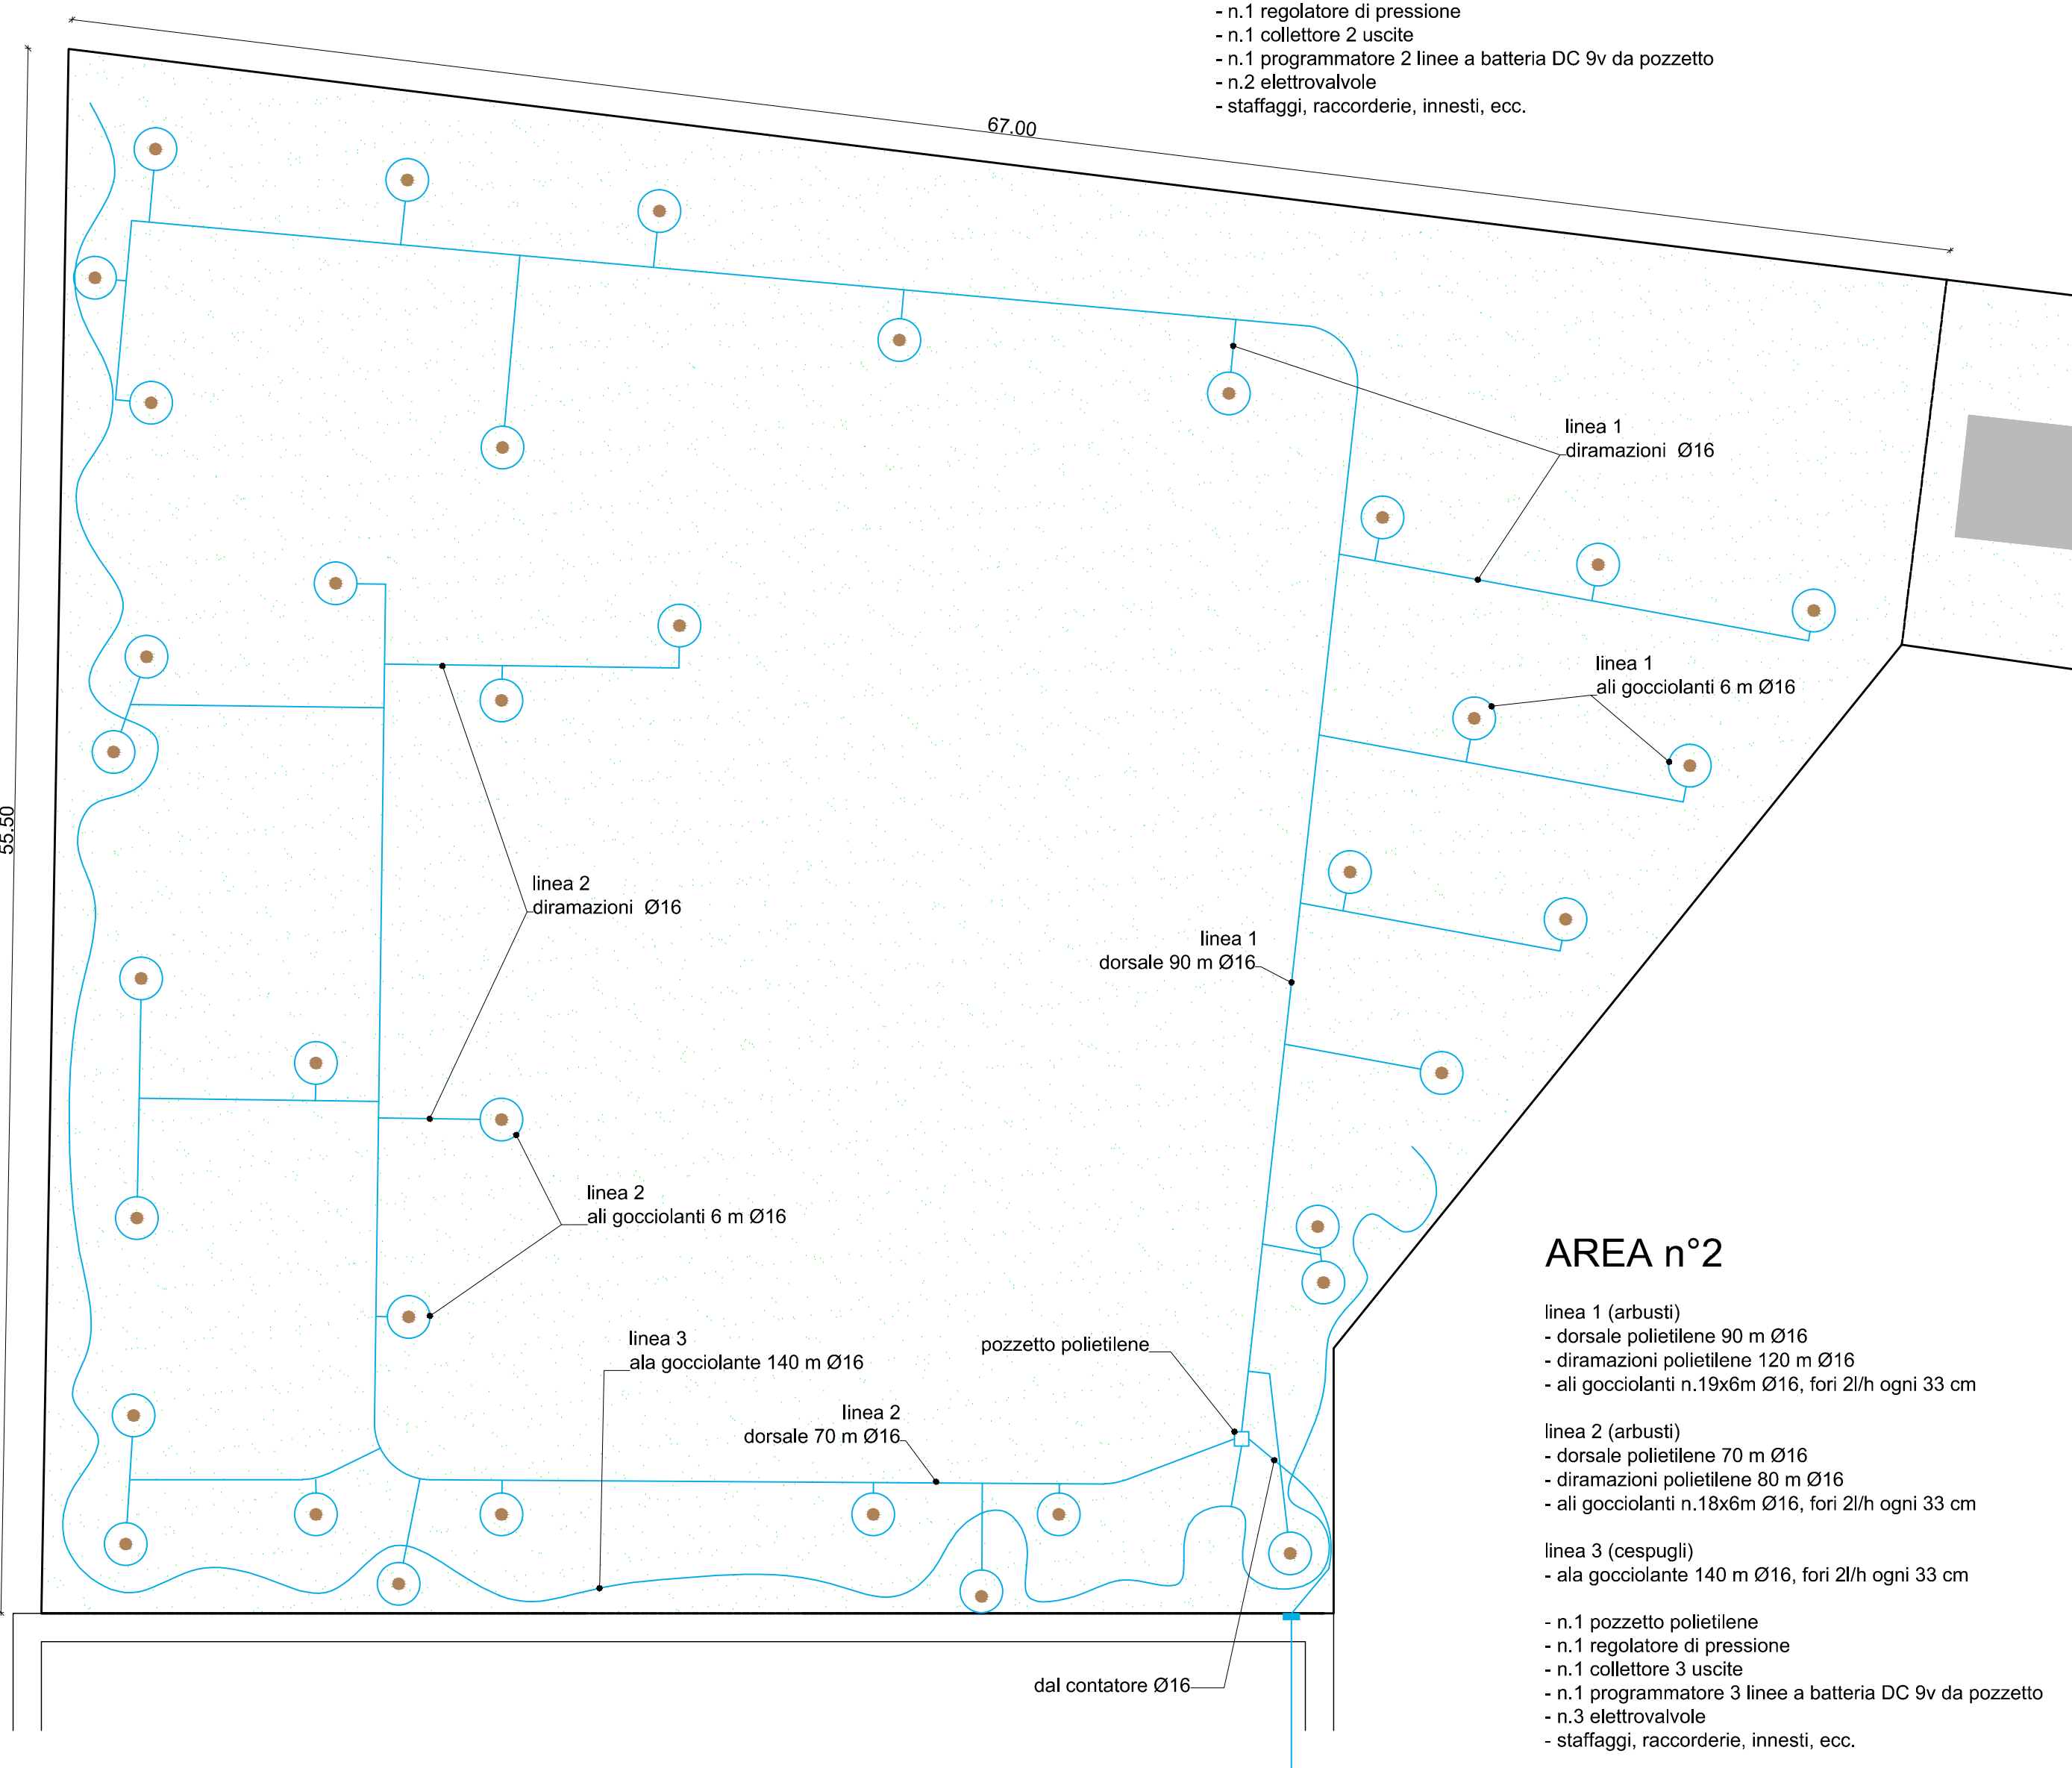 - n.1 regolatore di pressione
- n.1 collettore 2 uscite
- n.1 programmatore 2 linee a batteria DC 9v da pozzetto
- n.2 elettrovalvole
- staffaggi, raccorderie, innesti, ecc.
67.00
55.50
linea 1
diramazioni Ø16
linea 1
ali gocciolanti 6 m Ø16
linea 2
diramazioni Ø16
linea 1
dorsale 90 m Ø16
linea 2
ali gocciolanti 6 m Ø16
linea 3
ala gocciolante 140 m Ø16
pozzetto polietilene
linea 2
dorsale 70 m Ø16
dal contatore Ø16
AREA n°2
linea 1 (arbusti)
- dorsale polietilene 90 m Ø16
- diramazioni polietilene 120 m Ø16
- ali gocciolanti n.19x6m Ø16, fori 2l/h ogni 33 cm
linea 2 (arbusti)
- dorsale polietilene 70 m Ø16
- diramazioni polietilene 80 m Ø16
- ali gocciolanti n.18x6m Ø16, fori 2l/h ogni 33 cm
linea 3 (cespugli)
- ala gocciolante 140 m Ø16, fori 2l/h ogni 33 cm
- n.1 pozzetto polietilene
- n.1 regolatore di pressione
- n.1 collettore 3 uscite
- n.1 programmatore 3 linee a batteria DC 9v da pozzetto
- n.3 elettrovalvole
- staffaggi, raccorderie, innesti, ecc.